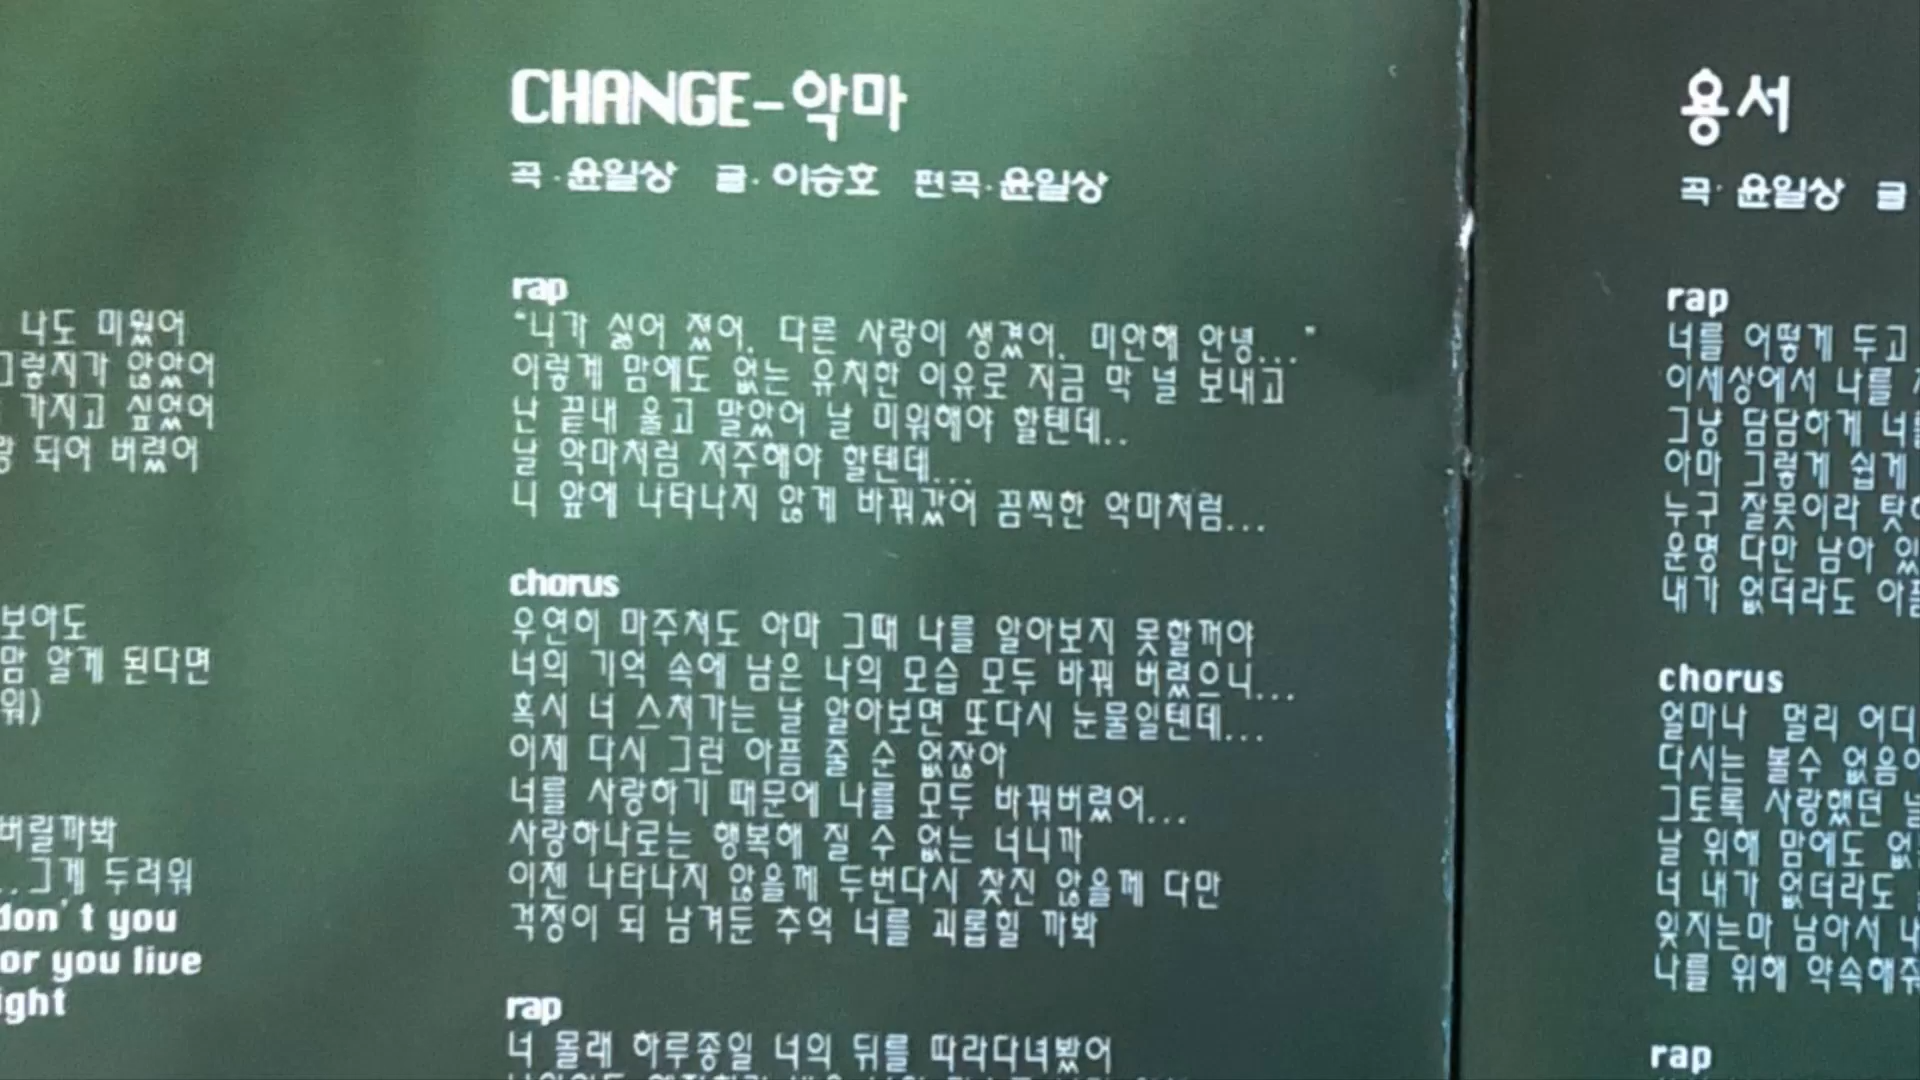 나도 미웠어
그렇지가 않았어
가지고 싶었어
되어 버렸어
보아도
맘 알게 된다면
워)
버릴까봐
..그게 두려워
don't you
or you live
ight
CHANGE-악마
곡·윤일상 글·이승호 편곡·윤일상
rap
"니가 싫어 졌어. 다른 사랑이 생겼어. 미안해 안녕..."
이렇게 맘에도 없는 유치한 이유로 지금 막 널 보내고
난 끝내 울고 말았어 날 미워해야 할텐데..
날 악마처럼 저주해야 할텐데...
니 앞에 나타나지 않게 바꿔갔어 끔찍한 악마처럼...
chorus
우연히 마주쳐도 아마 그때 나를 알아보지 못할꺼야
너의 기억 속에 남은 나의 모습 모두 바꿔 버렸으니...
혹시 너 스쳐가는 날 알아보면 또다시 눈물일텐데...
이제 다시 그런 아픔 줄 순 없잖아
너를 사랑하기 때문에 나를 모두 바꿔버렸어...
사랑하나로는 행복해 질 수 없는 너니까
이젠 나타나지 않을께 두번다시 찾진 않을께 다만
걱정이 되 남겨둔 추억 너를 괴롭힐 까봐
rap
너 몰래 하루종일 너의 뒤를 따라다녀봤어
용서
곡·윤일상 글
rap
너를 어떻게 두고
이세상에서 나를
그냥 담담하게 너를
아마 그렇게 쉽게
누구 잘못이라
운명 다만 남아
내가 없더라도
chorus
얼마나 멀리
다시는 볼수
그토록 사랑했던
날 위해 맘에도
너 내가 없더라도
잊지는마 남아서
나를 위해
rap